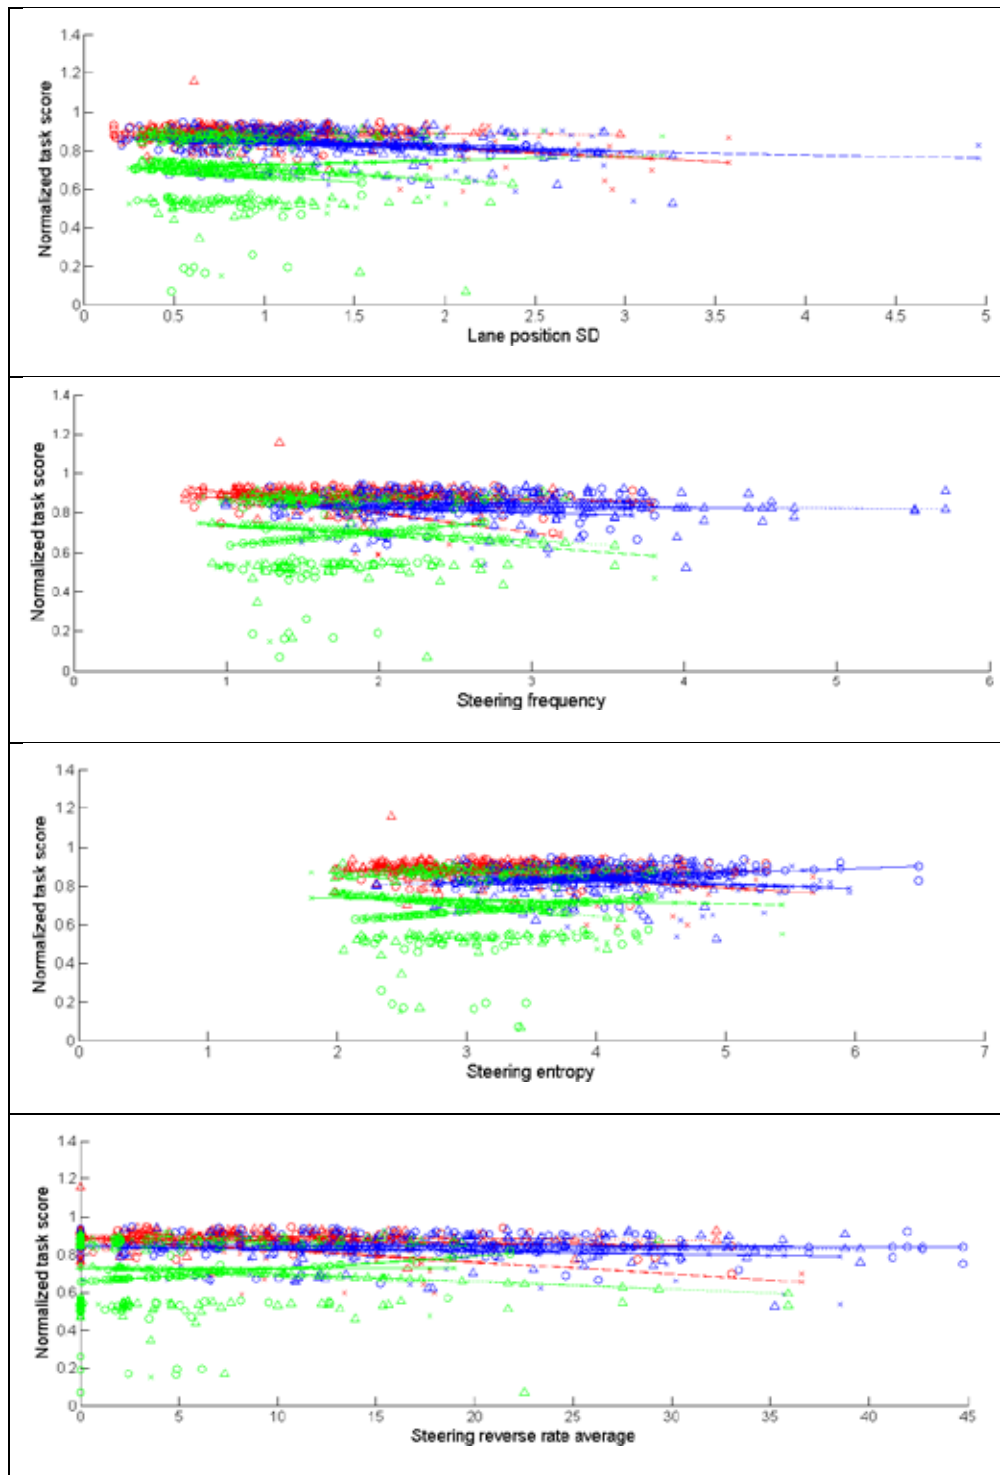 1.4
1.2
1
0.8
0.6
0.4
0.2
0
Normalized task score
0 0.5 1 1.5 2 2.5 3 3.5 4 4.5 5
Lane position SD
1.4
1.2
1
0.8
0.6
0.4
0.2
0
Normalized task score
0 1 2 3 4 5 6
Steering frequency
1.4
1.2
1
0.8
0.6
0.4
0.2
0
Normalized task score
0 1 2 3 4 5 6 7
Steering entropy
1.4
1.2
1
0.8
0.6
0.4
0.2
0
Normalized task score
0 5 10 15 20 25 30 35 40 45
Steering reverse rate average